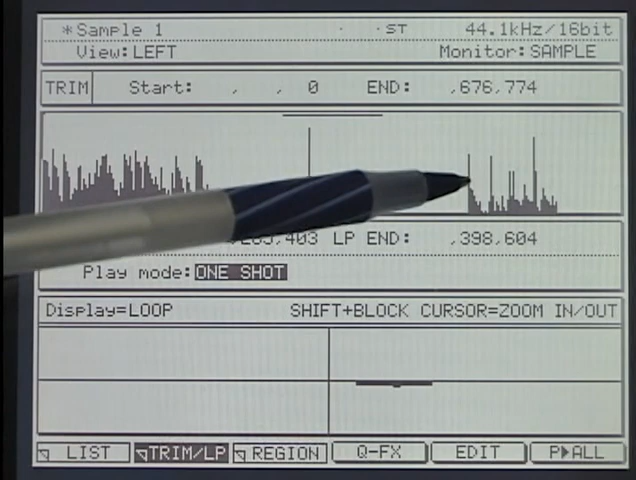 *Sample 1 ST 44.1kHz/16bit
View:LEFT Monitor:SAMPLE
TRIM Start: , , 0 END: ,676,774
,403 LP END: ,398,604
Play mode:ONE SHOT
Display=LOOP SHIFT+BLOCK CURSOR=ZOOM IN/OUT
LIST TRIM/LP REGION Q-FX EDIT P▶ALL